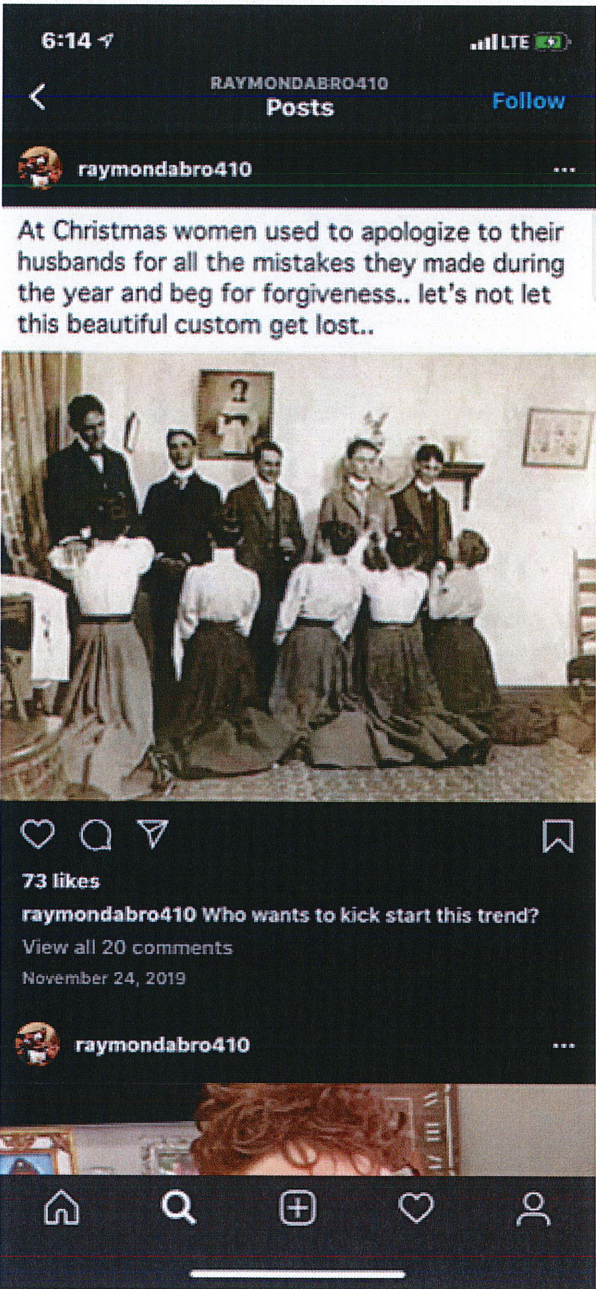 6:14
LTE
RAYMONDABRO410
Posts
Follow
raymondabro410
At Christmas women used to apologize to their
husbands for all the mistakes they made during
the year and beg for forgiveness.. let's not let
this beautiful custom get lost..
73 likes
raymondabro410 Who wants to kick start this trend?
View all 20 comments
November 24, 2019
raymondabro410